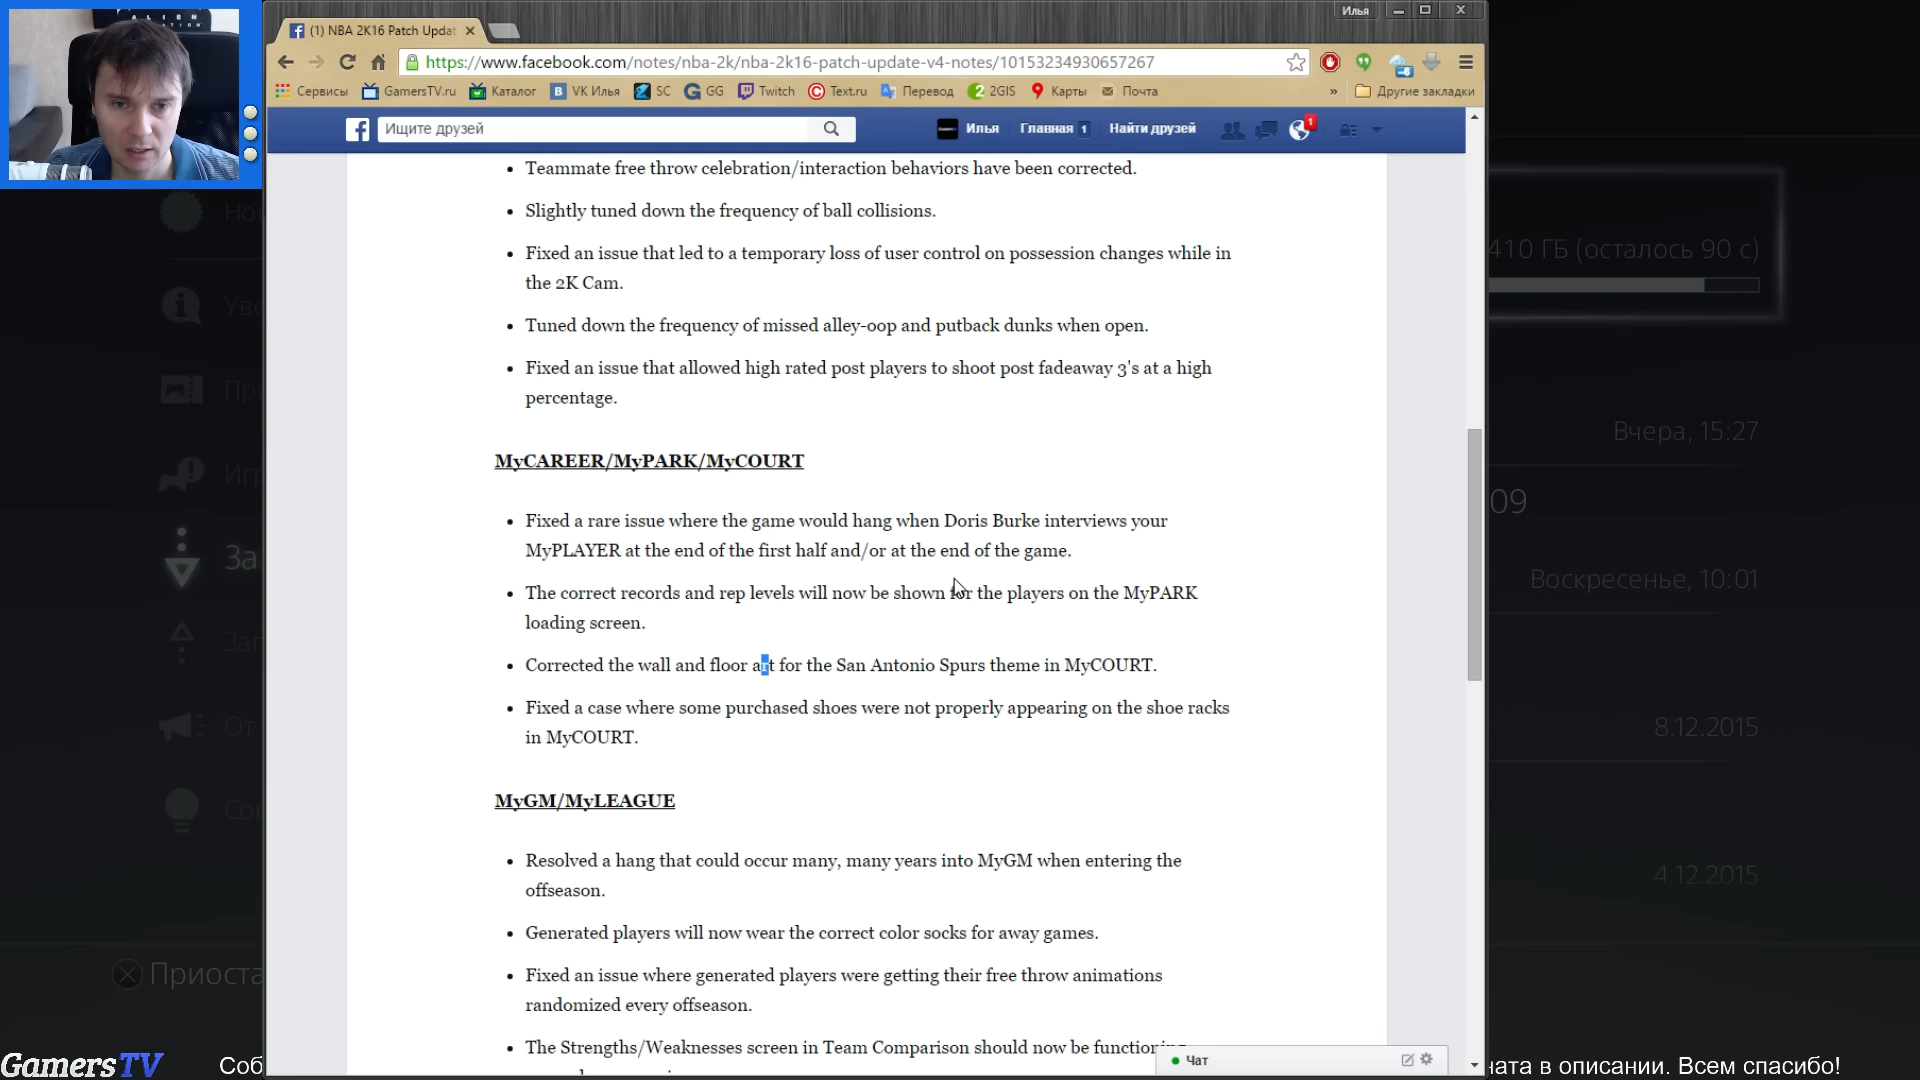 ALIEN
Илья
(1) NBA 2K16 Patch Updat
https://www.facebook.com/notes/nba-2k/nba-2k16-patch-update-v4-notes/10153234930657267
Сервисы GamersTV.ru Каталог VK Илья SC GG Twitch Text.ru Перевод 2GIS Карты Почта » Другие закладки
Ищите друзей Илья Главная 1 Найти друзей 1
• Teammate free throw celebration/interaction behaviors have been corrected.
• Slightly tuned down the frequency of ball collisions.
• Fixed an issue that led to a temporary loss of user control on possession changes while in
the 2K Cam.
• Tuned down the frequency of missed alley-oop and putback dunks when open.
• Fixed an issue that allowed high rated post players to shoot post fadeaway 3's at a high
percentage.
MyCAREER/MyPARK/MyCOURT
• Fixed a rare issue where the game would hang when Doris Burke interviews your
MyPLAYER at the end of the first half and/or at the end of the game.
• The correct records and rep levels will now be shown for the players on the MyPARK
loading screen.
• Corrected the wall and floor art for the San Antonio Spurs theme in MyCOURT.
• Fixed a case where some purchased shoes were not properly appearing on the shoe racks
in MyCOURT.
MyGM/MyLEAGUE
• Resolved a hang that could occur many, many years into MyGM when entering the
offseason.
• Generated players will now wear the correct color socks for away games.
• Fixed an issue where generated players were getting their free throw animations
randomized every offseason.
• The Strengths/Weaknesses screen in Team Comparison should now be functioning
Чат
Но
Уве
При
Игр
За
Заг
От
Сов
Приоста
410 ГБ (осталось 90 с)
Вчера, 15:27
09
Воскресенье, 10:01
8.12.2015
4.12.2015
GamersTV Соб
ната в описании. Всем спасибо!